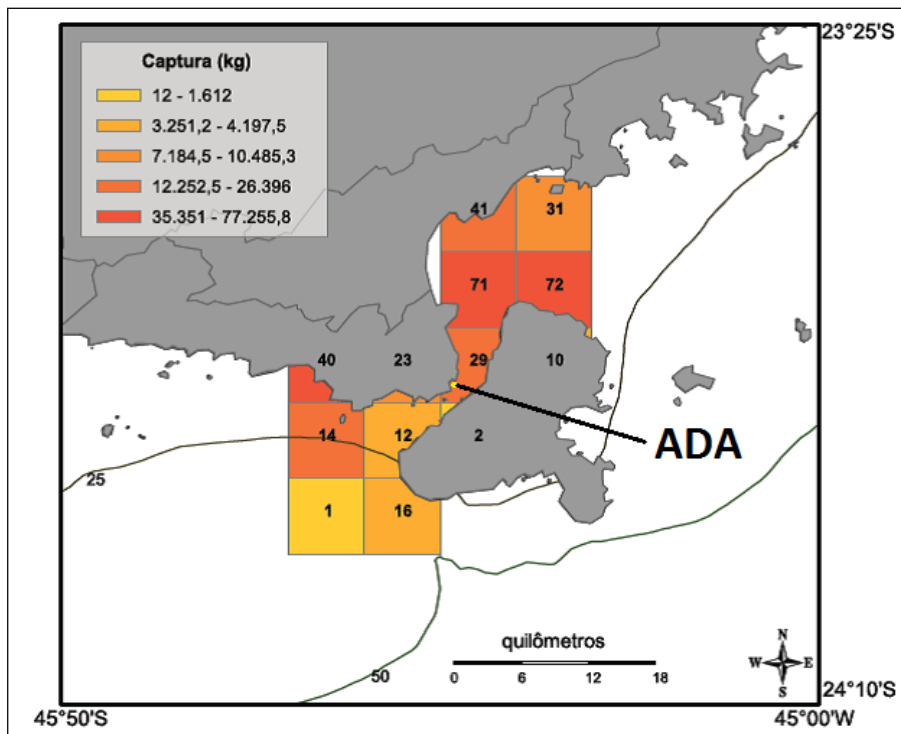 23°25'S
Captura (kg)
12 - 1.612
3.251,2 - 4.197,5
7.184,5 - 10.485,3
12.252,5 - 26.396
35.351 - 77.255,8
41
31
71
72
40
23
29
10
14
12
2
ADA
25
1
16
quilômetros
0
6
12
18
N
W
E
S
50
24°10'S
45°50'S
45°00'W